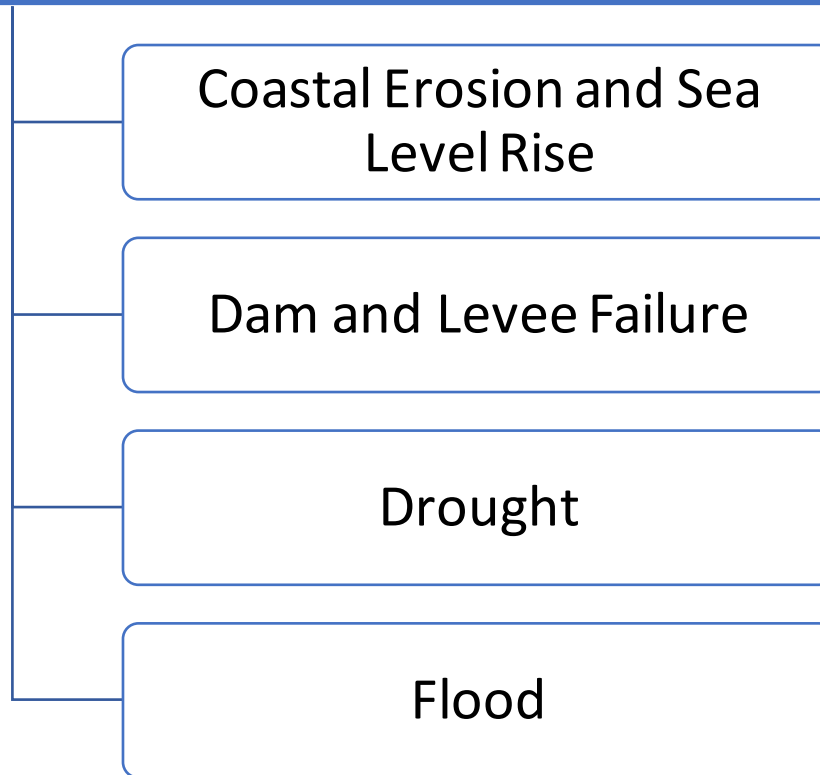 Coastal Erosion and Sea
Level Rise
Dam and Levee Failure
Drought
Flood